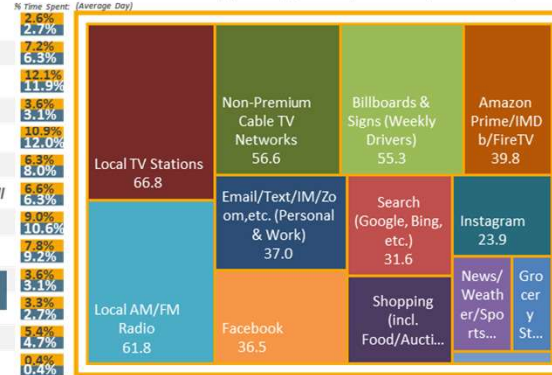 % Time Spent: (Average Day)
2.6%
2.7%
7.2%
6.3%
12.1%
11.9%
3.6%
3.1%
10.9%
12.0%
6.3%
8.0%
6.6%
6.3%
9.0%
10.6%
7.8%
9.2%
3.6%
3.1%
3.3%
2.7%
5.4%
4.7%
0.4%
0.4%
Local TV Stations
66.8
Local AM/FM
Radio
61.8
Non-Premium
Cable TV
Networks
56.6
Billboards &
Signs (Weekly
Drivers)
55.3
Amazon
Prime/IMD
b/FireTV
39.8
Email/Text/IM/Zo
om,etc. (Personal
& Work)
37.0
Facebook
36.5
Search
(Google, Bing,
etc.)
31.6
Shopping
(incl.
Food/Aucti...
Instagram
23.9
News/
Weath
er/Spo
rts...
Gro
cer
y
St...